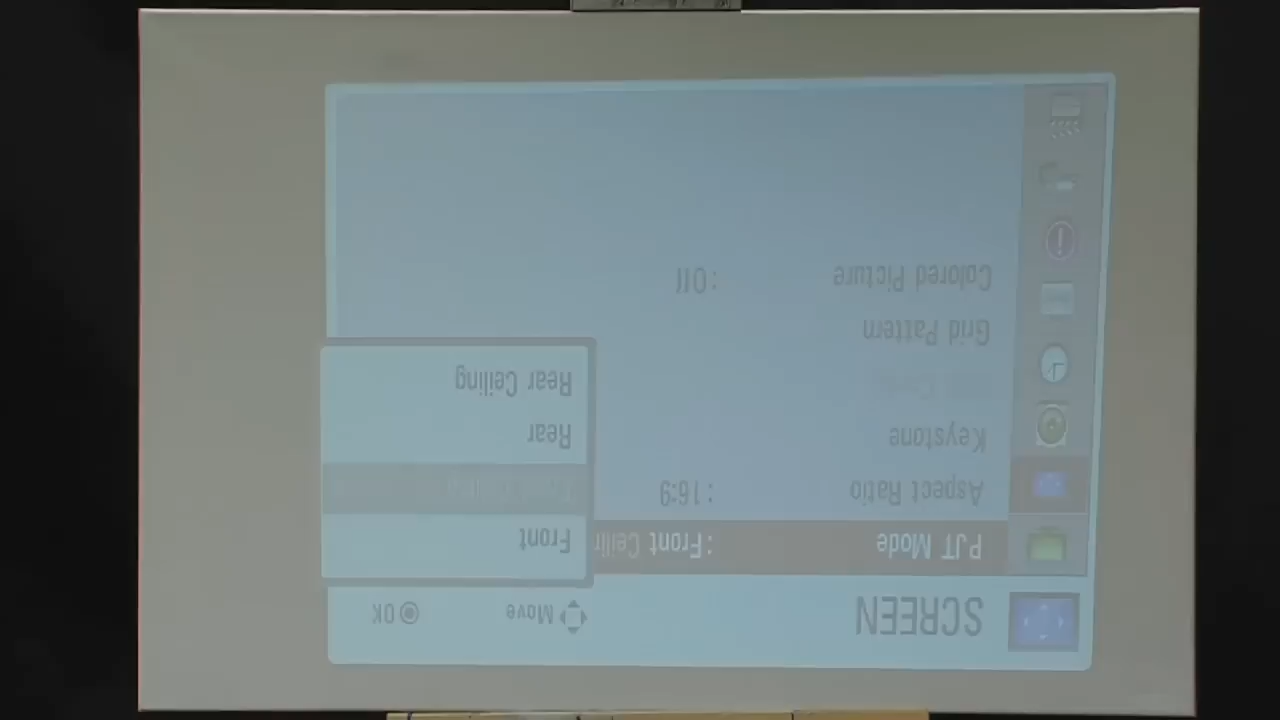 SCREEN
Move OK
PJT Mode :Front Ceilin
Front
Aspect Ratio :16:9
Keystone
Rear
Rear Ceiling
Grid Pattern
Colored Picture :Off